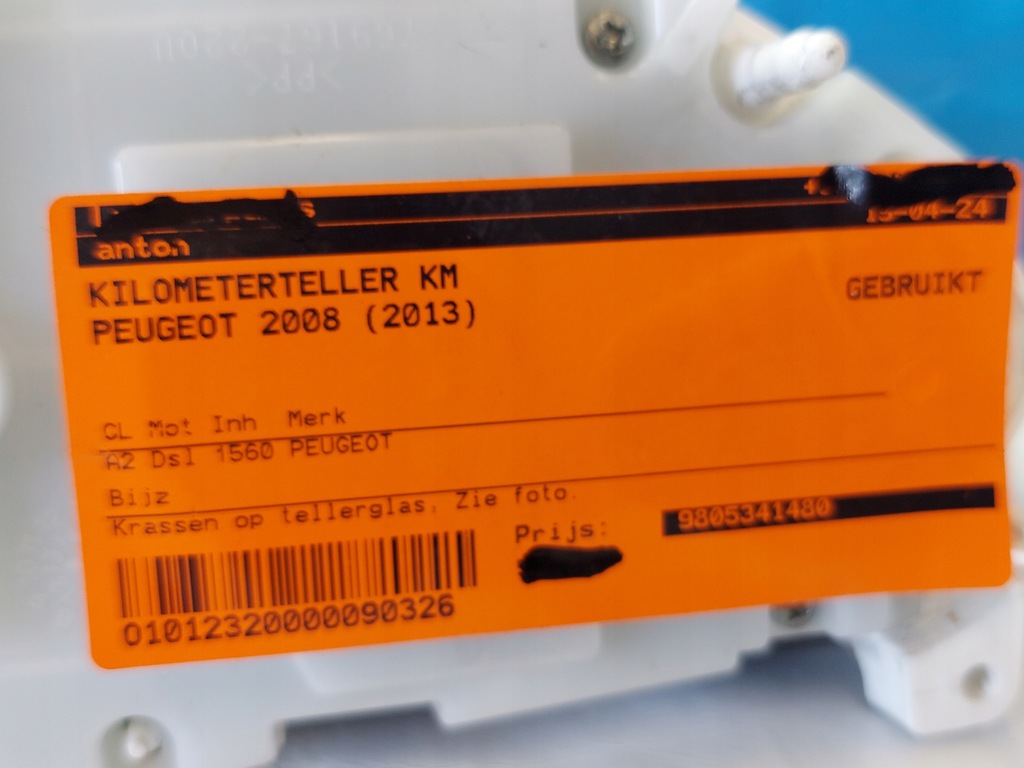 >PP<
15-04-24
anton
KILOMETERTELLER KM
GEBRUIKT
PEUGEOT 2008 (2013)
CL Mot Inh Merk
A2 Dsl 1560 PEUGEOT
Bijz
Krassen op tellerglas, Zie foto.
Prijs:
9805341480
01012320000090326